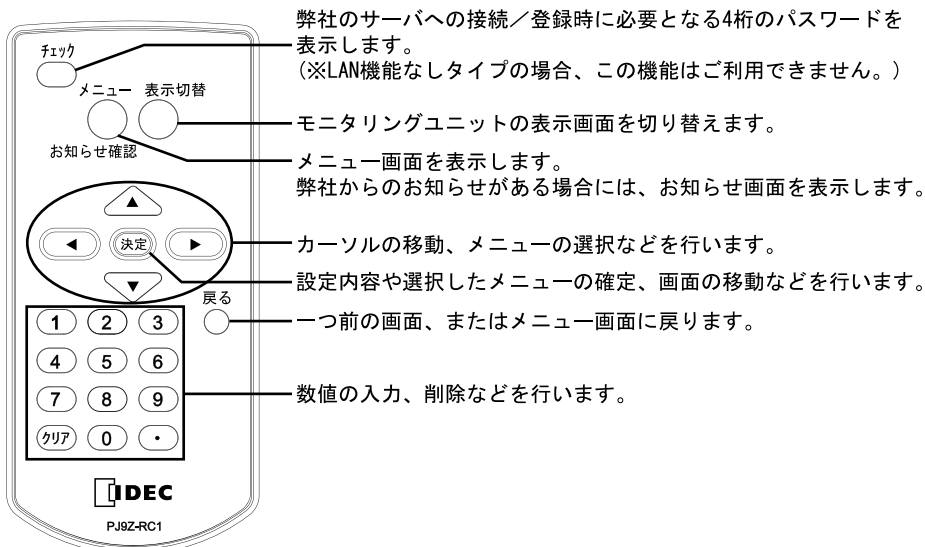 弊社のサーバへの接続／登録時に必要となる4桁のパスワードを
表示します。
(※LAN機能なしタイプの場合、この機能はご利用できません。)
チェック
メニュー 表示切替
モニタリングユニットの表示画面を切り替えます。
お知らせ確認
メニュー画面を表示します。
弊社からのお知らせがある場合には、お知らせ画面を表示します。
▲
◀ 決定 ▶
カーソルの移動、メニューの選択などを行います。
▼
設定内容や選択したメニューの確定、画面の移動などを行います。
戻る
一つ前の画面、またはメニュー画面に戻ります。
1 2 3
4 5 6
7 8 9
数値の入力、削除などを行います。
クリア 0 ・
IDEC
PJ9Z-RC1